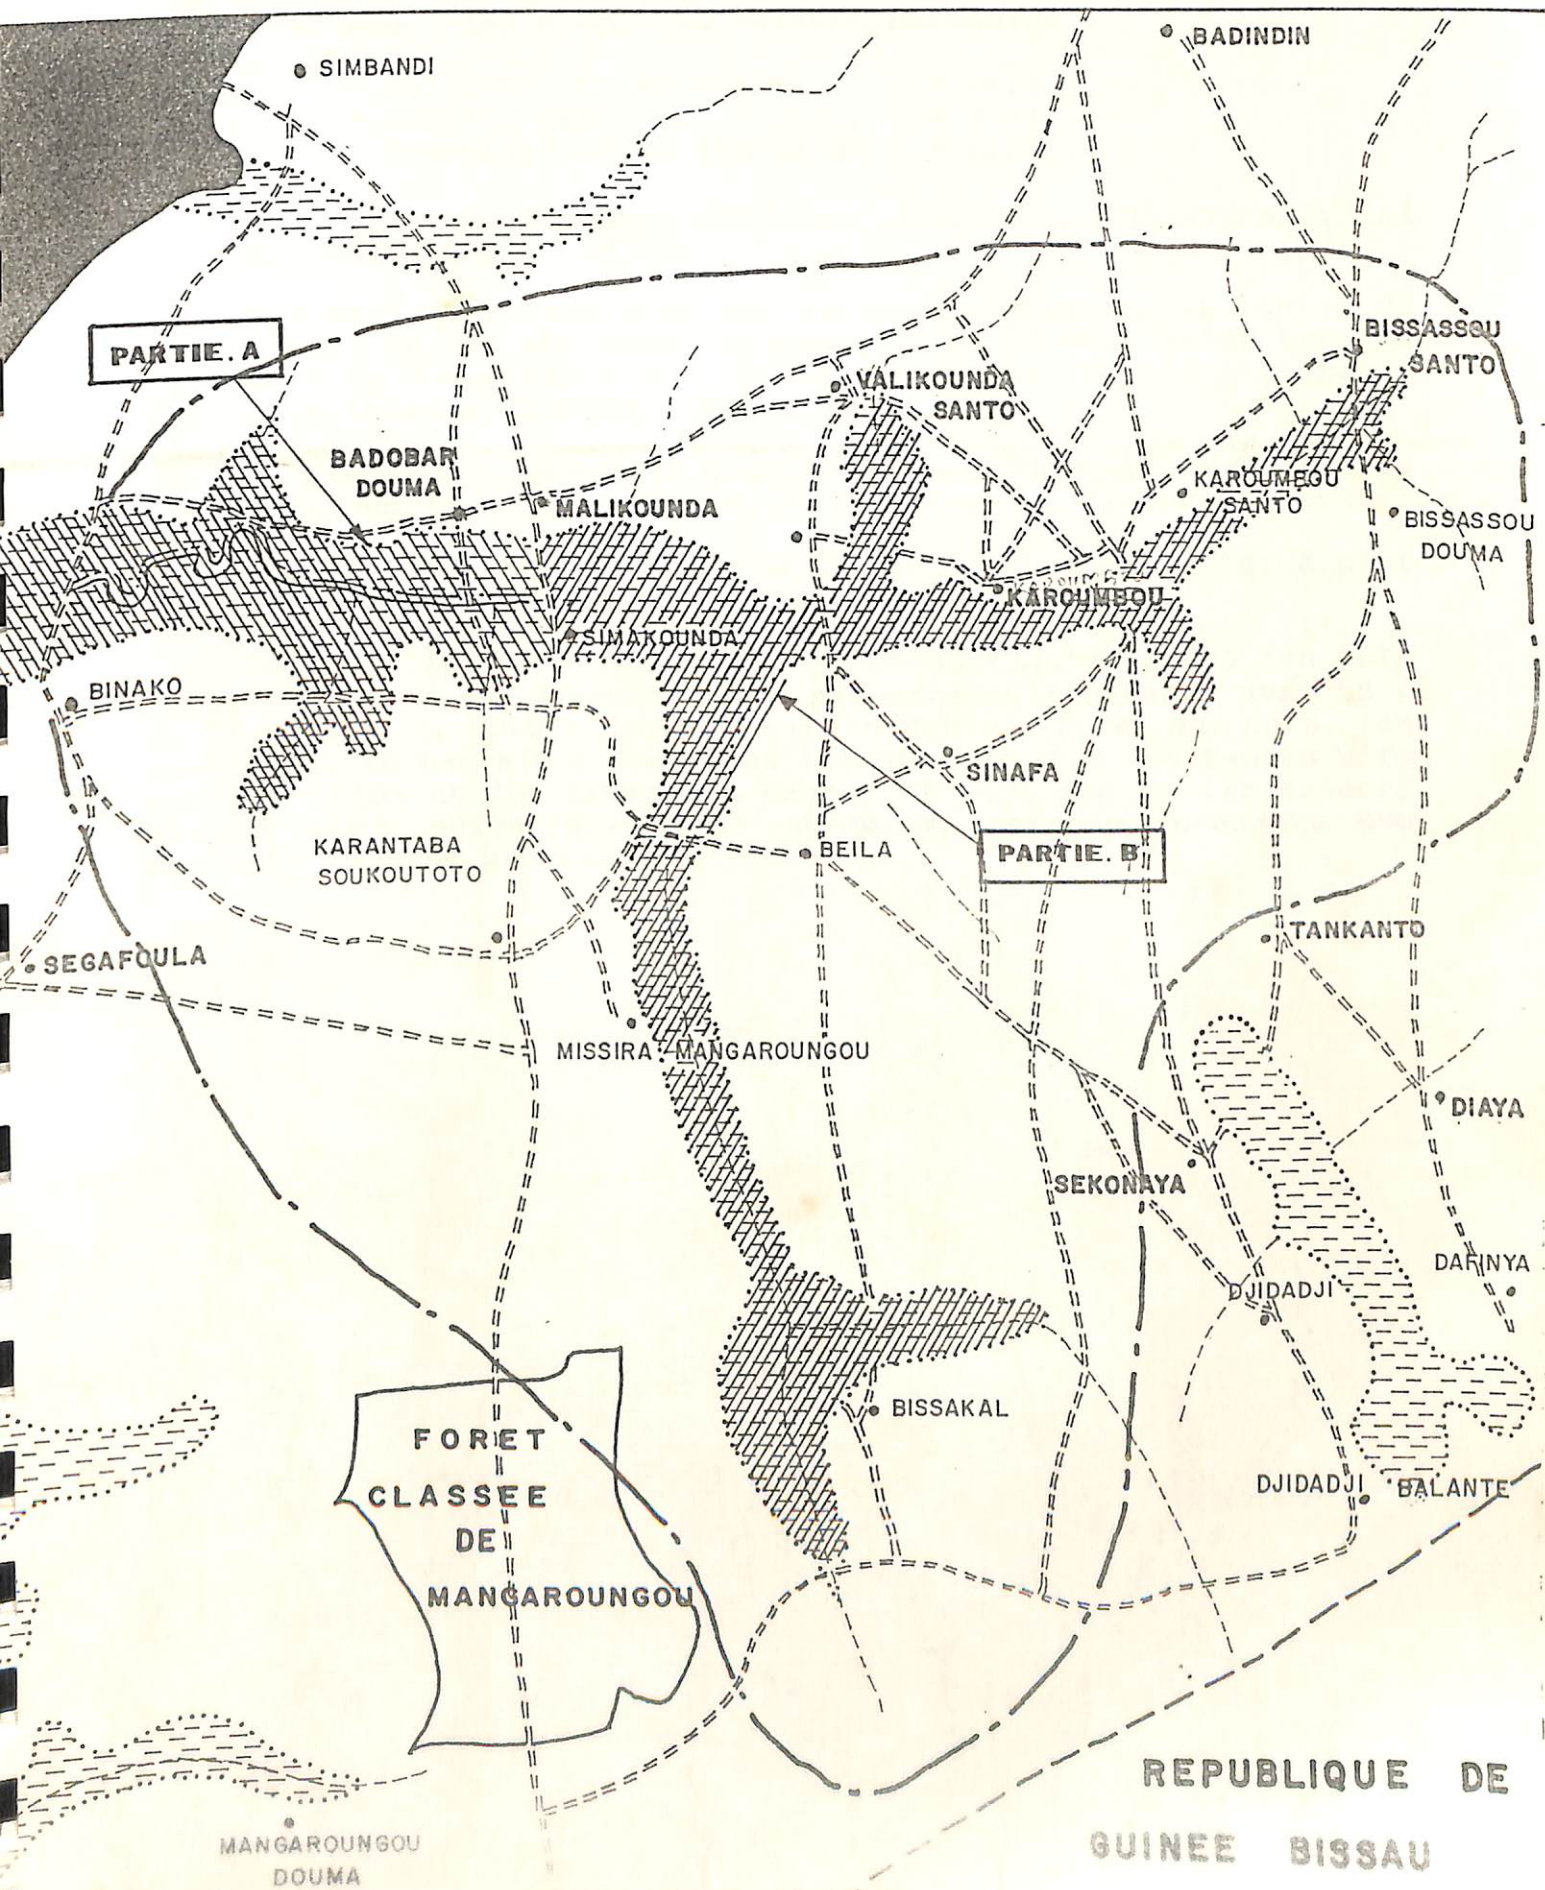 BADINDIN
SIMBANDI
PARTIE. A
BISSASSOU
SANTO
VALIKOUNDA
SANTO
BADOBAR
DOUMA
MALIKOUNDA
KAROUMBOU
SANTO
BISSASSOU
DOUMA
KAROUMBOU
SIMAKOUNDA
BINAKO
SINAFA
KARANTABA
SOUKOUTOTO
BEILA
PARTIE. B
TANKANTO
SEGAFOULA
MISSIRA MANGAROUNGOU
DIAYA
SEKONAYA
DJIDADJI
BISSAKAL
FORET
CLASSEE
DE
MANGAROUNGOU
DJIDADJI BALANTE
REPUBLIQUE DE
GUINEE BISSAU
MANGAROUNGOU
DOUMA